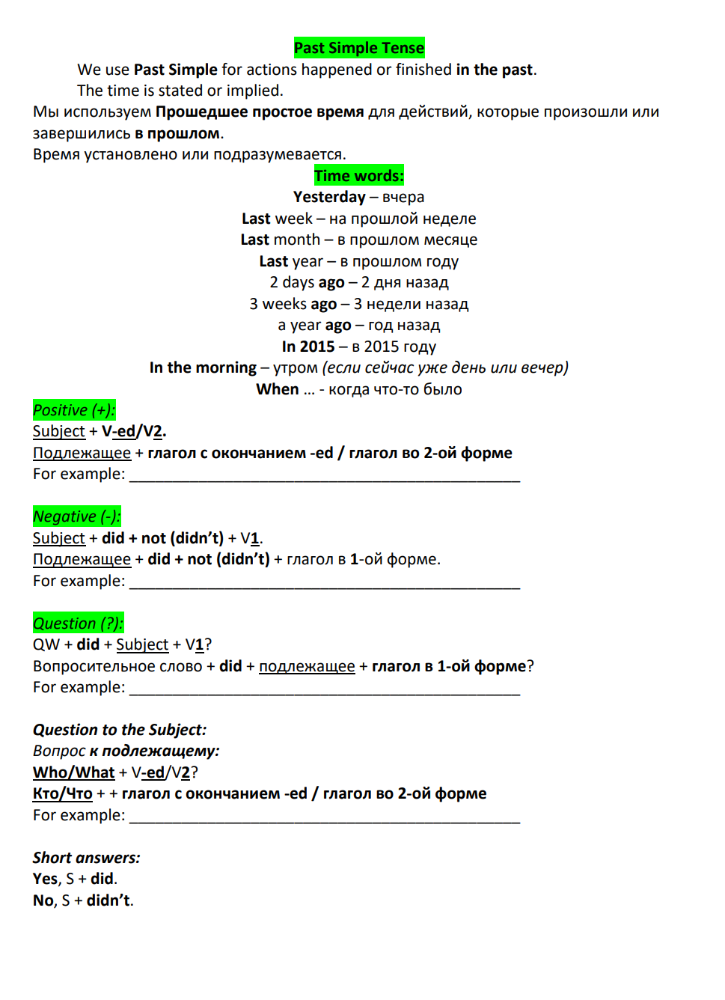 Past Simple Tense
We use Past Simple for actions happened or finished in the past.
The time is stated or implied.
Мы используем Прошедшее простое время для действий, которые произошли или
завершились в прошлом.
Время установлено или подразумевается.
Time words:
Yesterday – вчера
Last week – на прошлой неделе
Last month – в прошлом месяце
Last year – в прошлом году
2 days ago – 2 дня назад
3 weeks ago – 3 недели назад
a year ago – год назад
In 2015 – в 2015 году
In the morning – утром (если сейчас уже день или вечер)
When ... - когда что-то было
Positive (+):
Subject + V-ed/V2.
Подлежащее + глагол с окончанием -ed / глагол во 2-ой форме
For example: _____________________________________________
Negative (-):
Subject + did + not (didn’t) + V1.
Подлежащее + did + not (didn’t) + глагол в 1-ой форме.
For example: _____________________________________________
Question (?):
QW + did + Subject + V1?
Вопросительное слово + did + подлежащее + глагол в 1-ой форме?
For example: _____________________________________________
Question to the Subject:
Вопрос к подлежащему:
Who/What + V-ed/V2?
Кто/Что + + глагол с окончанием -ed / глагол во 2-ой форме
For example: _____________________________________________
Short answers:
Yes, S + did.
No, S + didn’t.